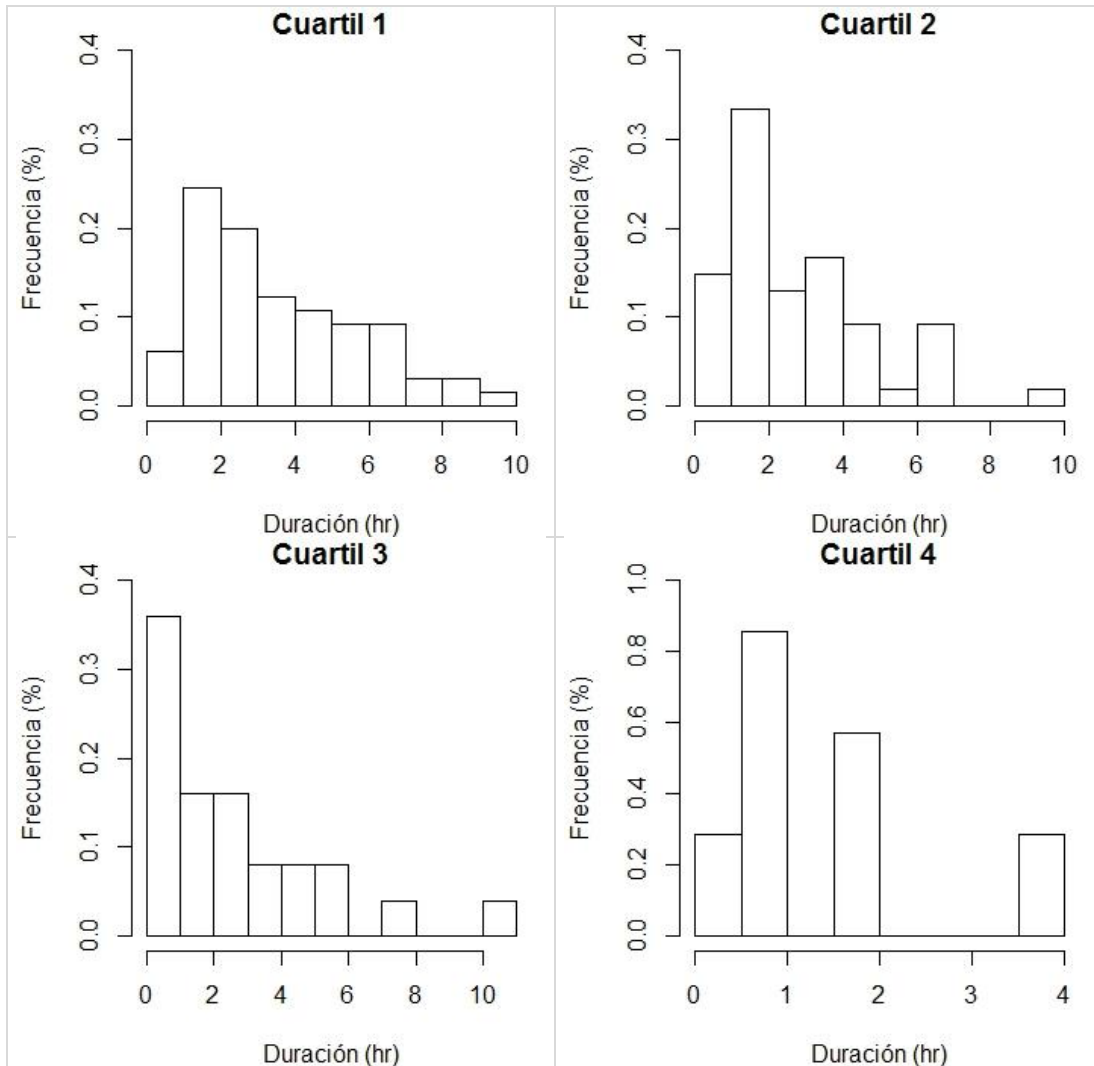 Cuartil 1
0.4
0.3
0.2
0.1
0.0
Frecuencia (%)
0 2 4 6 8 10
Duración (hr)
Cuartil 2
0.4
0.3
0.2
0.1
0.0
Frecuencia (%)
0 2 4 6 8 10
Duración (hr)
Cuartil 3
0.4
0.3
0.2
0.1
0.0
Frecuencia (%)
0 2 4 6 8 10
Duración (hr)
Cuartil 4
1.0
0.8
0.6
0.4
0.2
0.0
Frecuencia (%)
0 1 2 3 4
Duración (hr)